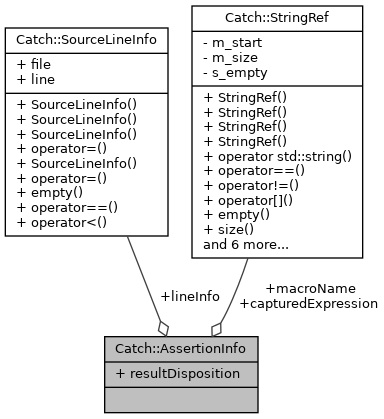 Catch::SourceLineInfo
+ file
+ line
+ SourceLineInfo()
+ SourceLineInfo()
+ SourceLineInfo()
+ operator=()
+ SourceLineInfo()
+ operator=()
+ empty()
+ operator==()
+ operator<()
Catch::StringRef
- m_start
- m_size
- s_empty
+ StringRef()
+ StringRef()
+ StringRef()
+ StringRef()
+ operator std::string()
+ operator==()
+ operator!=()
+ operator[]()
+ empty()
+ size()
and 6 more...
+lineInfo
+macroName
+capturedExpression
Catch::AssertionInfo
+ resultDisposition